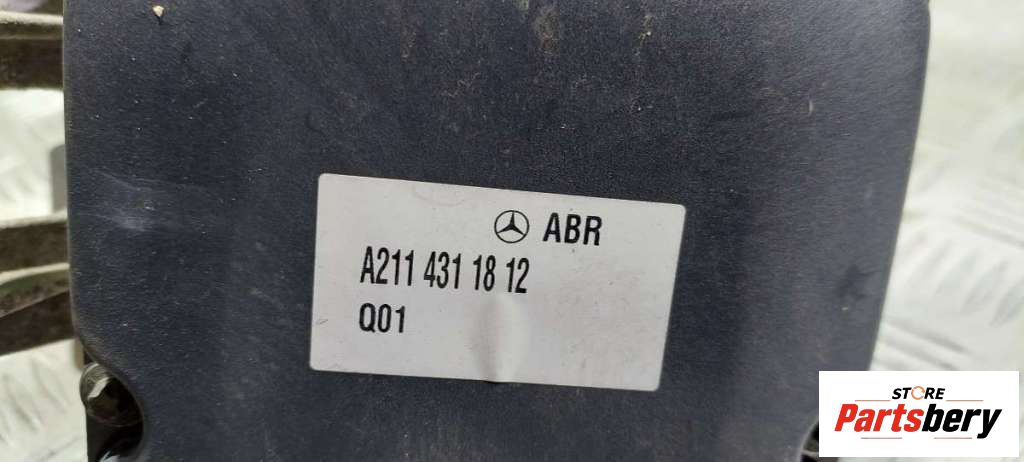 ABR
A211 431 18 12
Q01
STORE
Partsbery